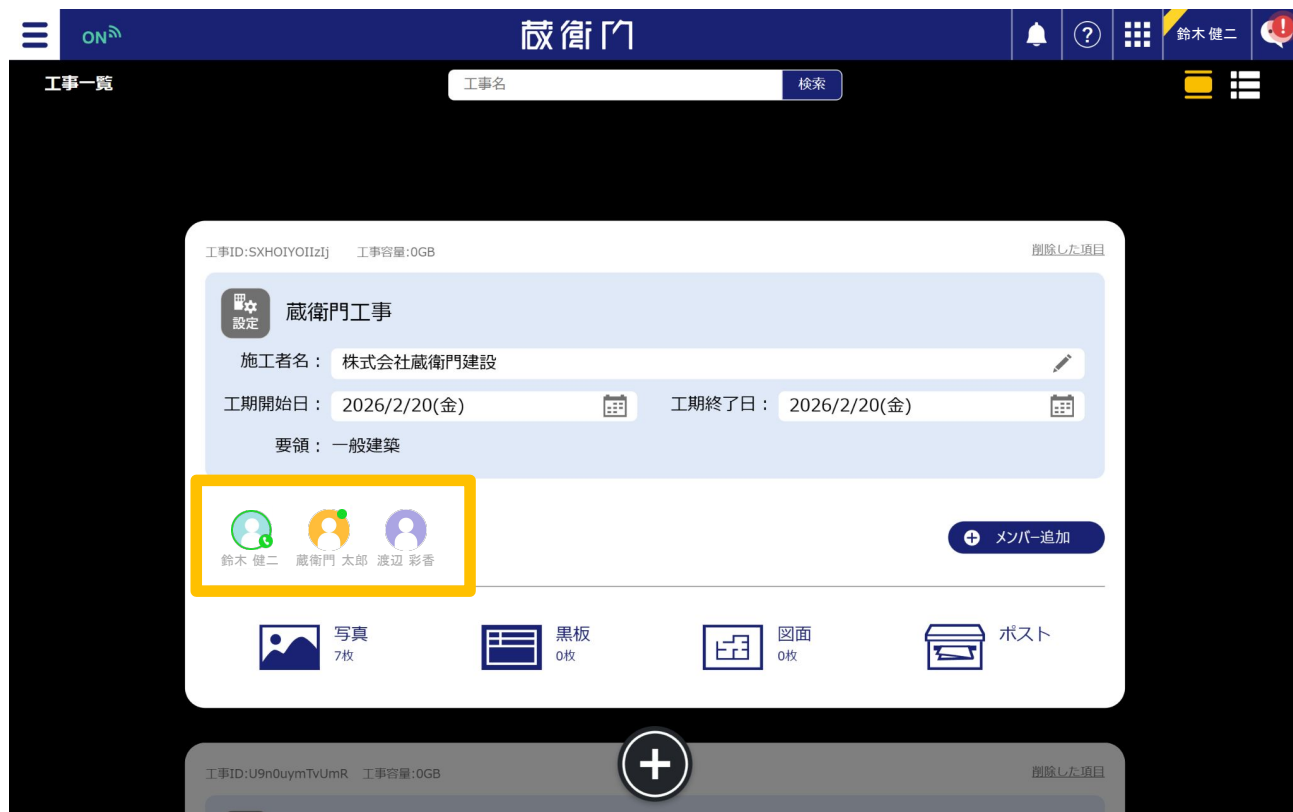 ON
蔵衛門
?
鈴木 健二
!
工事一覧
工事名
検索
工事ID:SXHOIYOIIzIj 工事容量:0GB
削除した項目
設定
蔵衛門工事
施工者名: 株式会社蔵衛門建設
工期開始日: 2026/2/20(金)
工期終了日: 2026/2/20(金)
要領: 一般建築
鈴木 健二 蔵衛門 太郎 渡辺 彩香
メンバー追加
写真
7枚
黒板
0枚
図面
0枚
ポスト
工事ID:U9n0uymTvUmR 工事容量:0GB
削除した項目